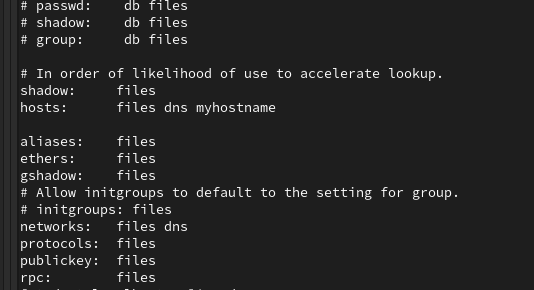 # passwd:    db files
# shadow:    db files
# group:     db files

# In order of likelihood of use to accelerate lookup.
shadow:     files
hosts:      files dns myhostname

aliases:    files
ethers:     files
gshadow:    files
# Allow initgroups to default to the setting for group.
# initgroups: files
networks:   files dns
protocols:  files
publickey:  files
rpc:        files